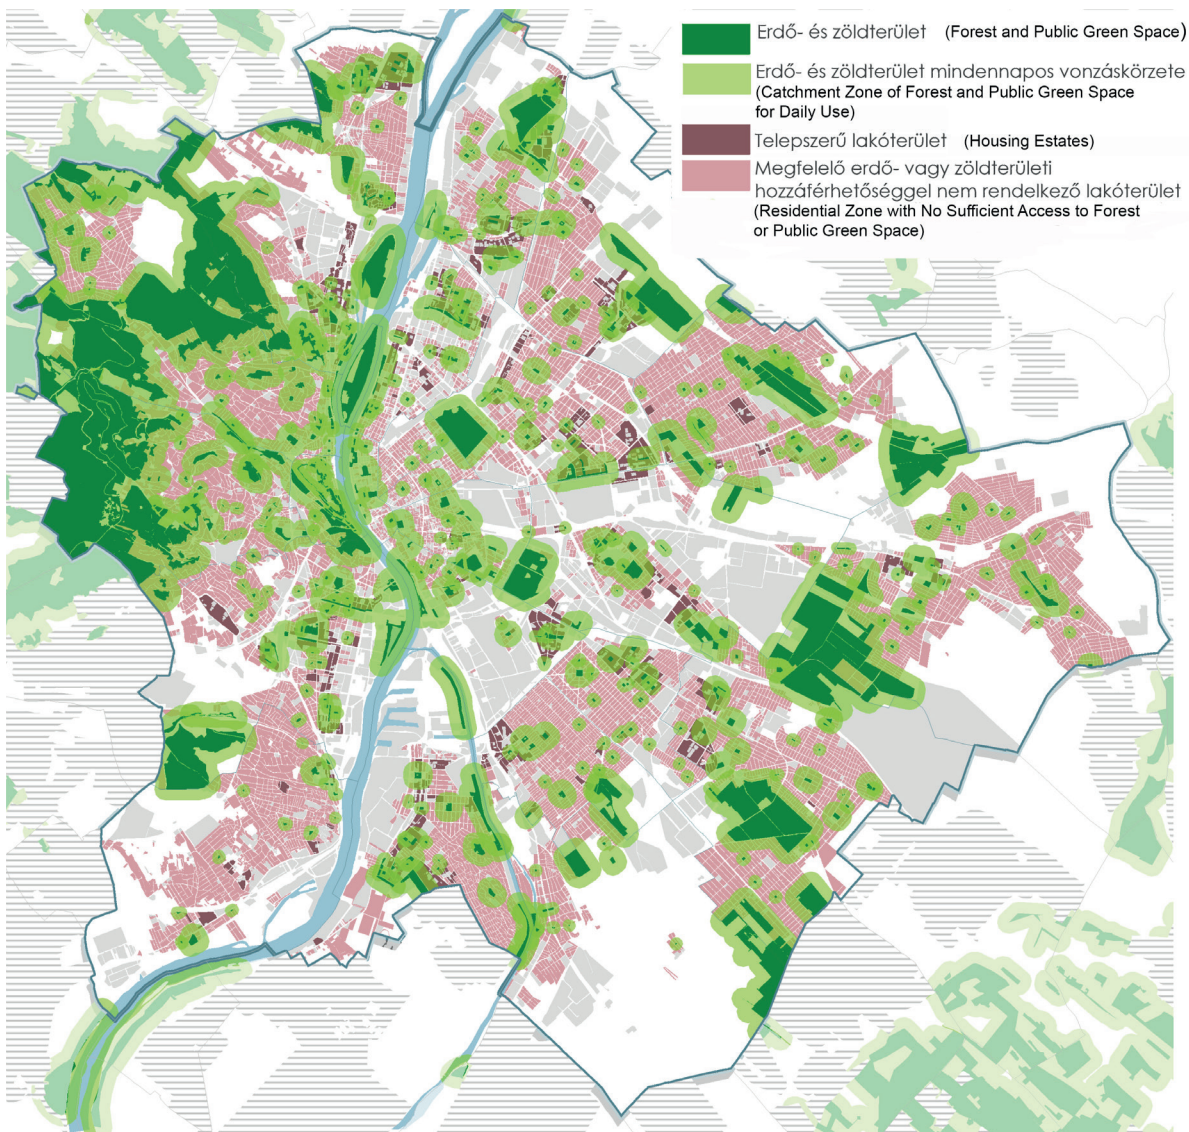 Erdő- és zöldterület (Forest and Public Green Space)
Erdő- és zöldterület mindennapos vonzáskörzete
(Catchment Zone of Forest and Public Green Space
for Daily Use)
Telepszerű lakóterület (Housing Estates)
Megfelelő erdő- vagy zöldterületi
hozzáférhetőséggel nem rendelkező lakóterület
(Residential Zone with No Sufficient Access to Forest
or Public Green Space)